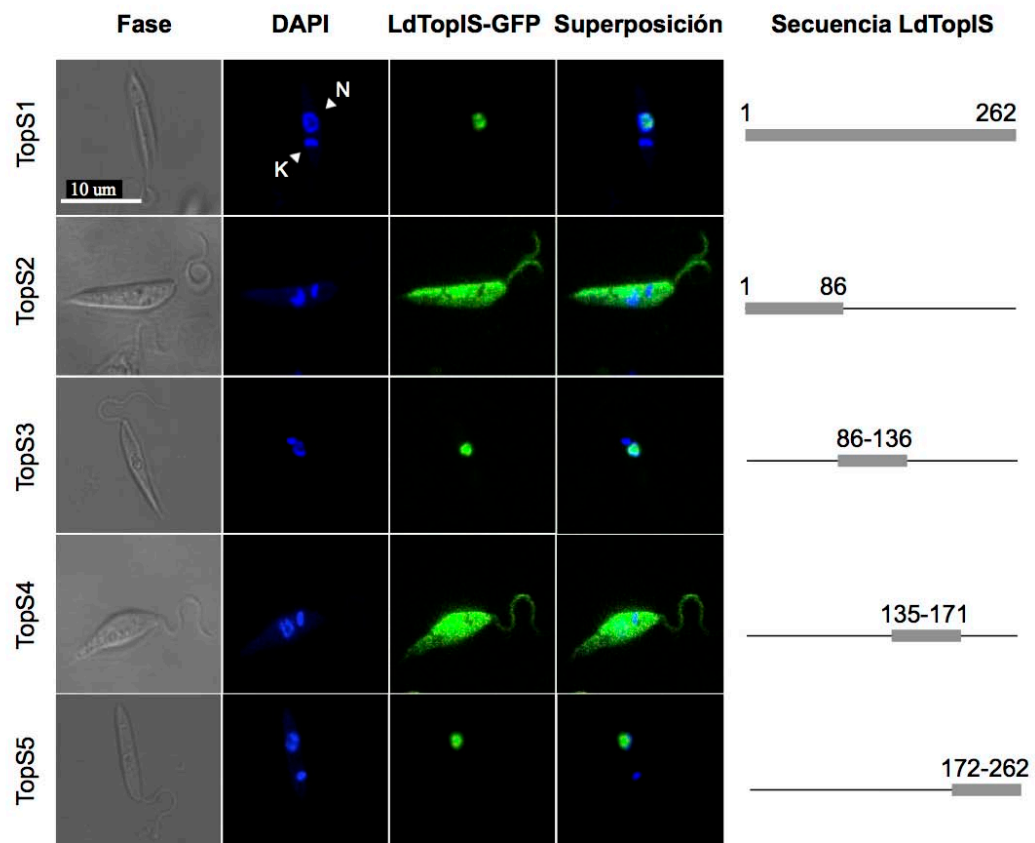 Fase DAPI LdTopIS-GFP Superposición Secuencia LdTopIS
TopS1
N
K
10 um
1 262
TopS2
1 86
TopS3
86-136
TopS4
135-171
TopS5
172-262